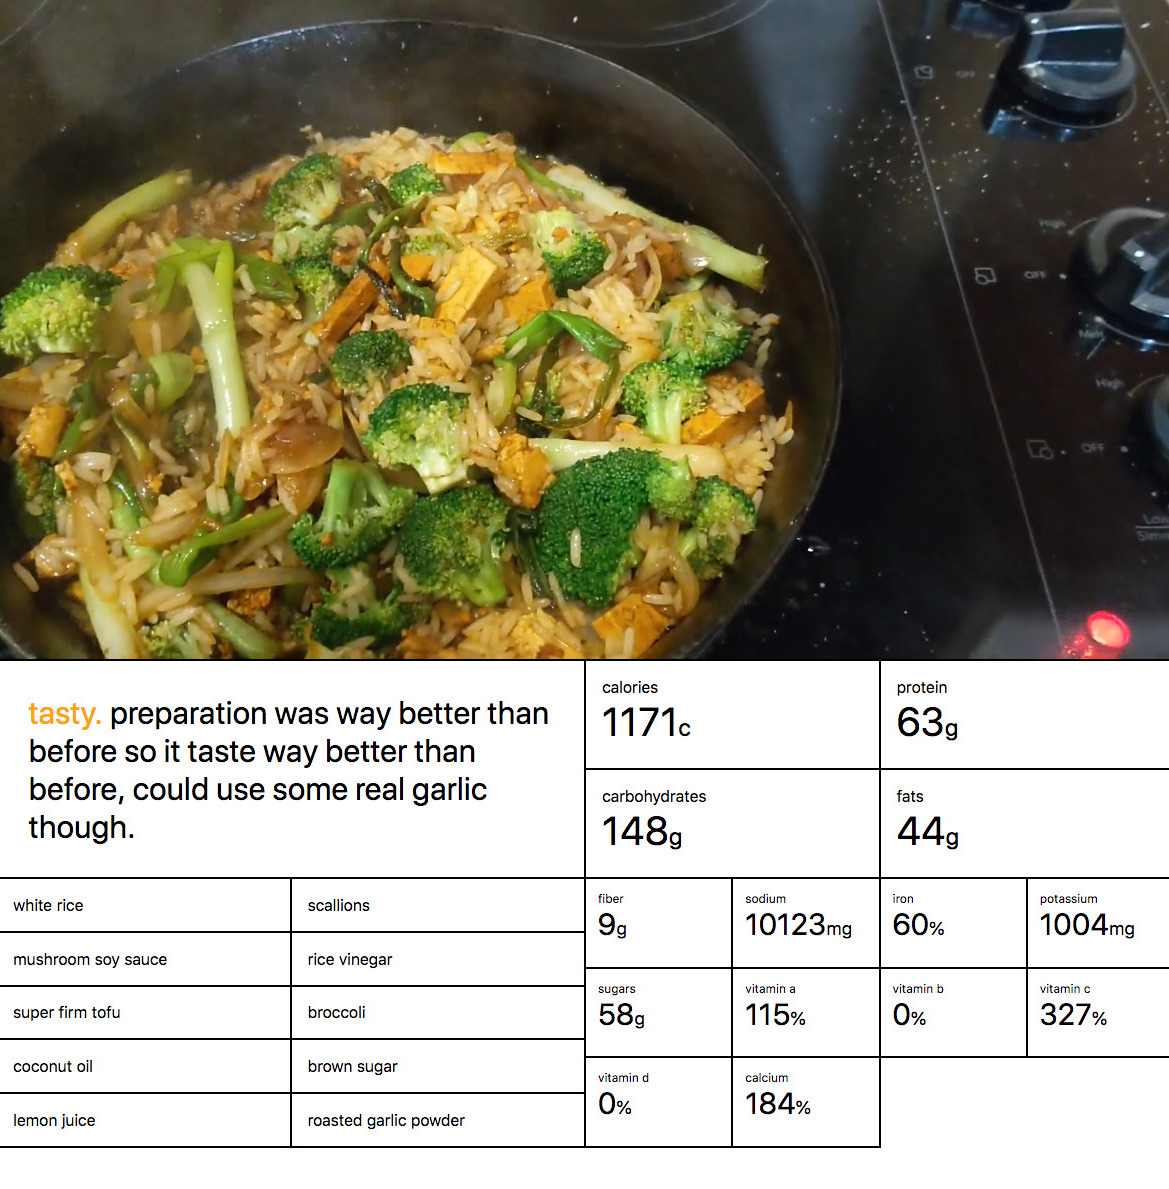 OFF
High
OFF
Med
High
OFF
tasty. preparation was way better than
before so it taste way better than
before, could use some real garlic
though.
calories
1171c
protein
63g
carbohydrates
148g
fats
44g
white rice
scallions
mushroom soy sauce
rice vinegar
super firm tofu
broccoli
coconut oil
brown sugar
lemon juice
roasted garlic powder
fiber
9g
sodium
10123mg
iron
60%
potassium
1004mg
sugars
58g
vitamin a
115%
vitamin b
0%
vitamin c
327%
vitamin d
0%
calcium
184%